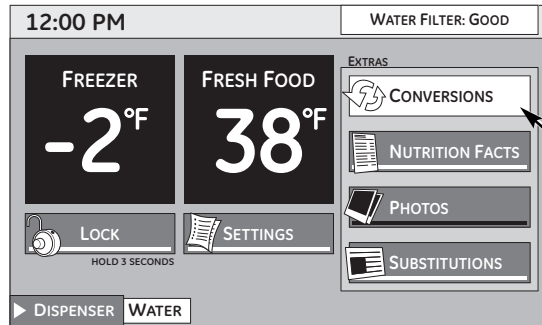 12:00 PM
WATER FILTER: GOOD
EXTRAS
FREEZER
-2°F
FRESH FOOD
38°F
CONVERSIONS
NUTRITION FACTS
PHOTOS
SUBSTITUTIONS
LOCK
HOLD 3 SECONDS
SETTINGS
DISPENSER WATER